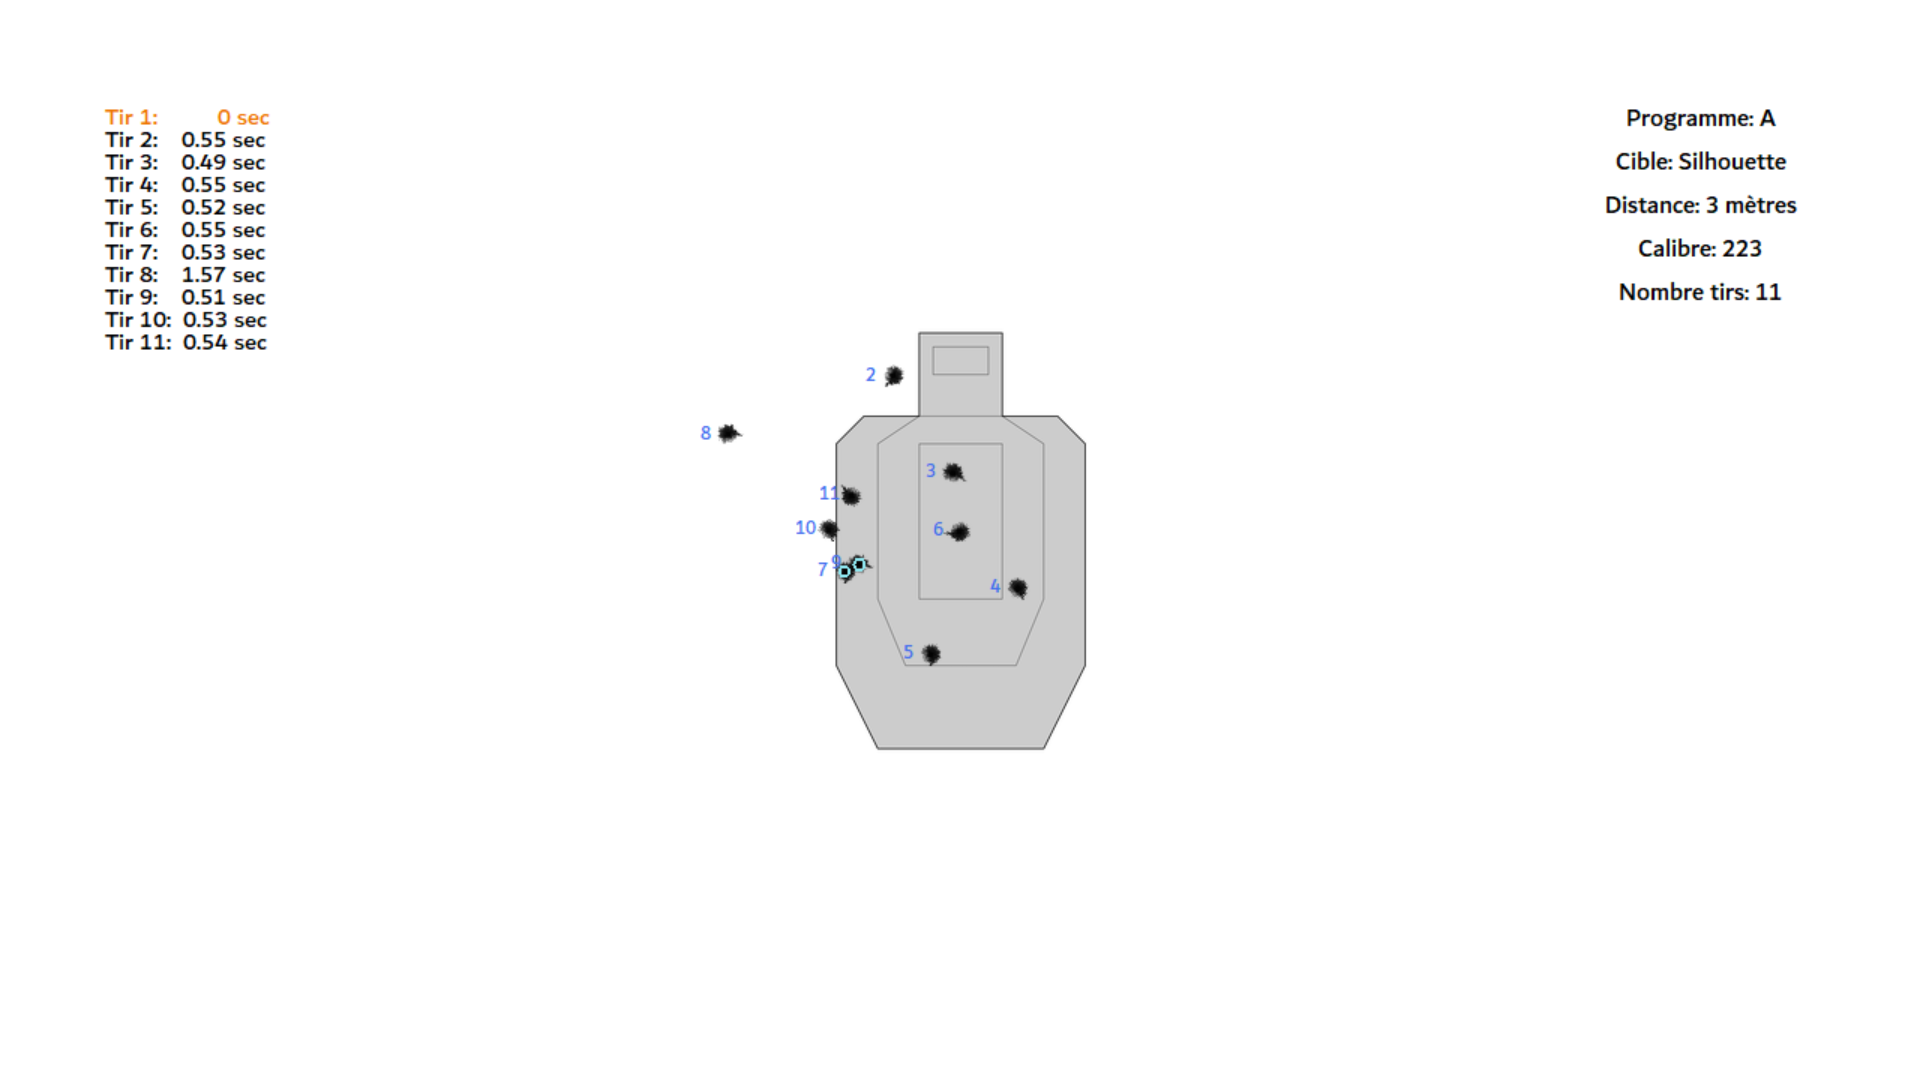 Tir 1: 0 sec
Tir 2: 0.55 sec
Tir 3: 0.49 sec
Tir 4: 0.55 sec
Tir 5: 0.52 sec
Tir 6: 0.55 sec
Tir 7: 0.53 sec
Tir 8: 1.57 sec
Tir 9: 0.51 sec
Tir 10: 0.53 sec
Tir 11: 0.54 sec
Programme: A
Cible: Silhouette
Distance: 3 mètres
Calibre: 223
Nombre tirs: 11
2
8
3
11
10
6
9
7
4
5